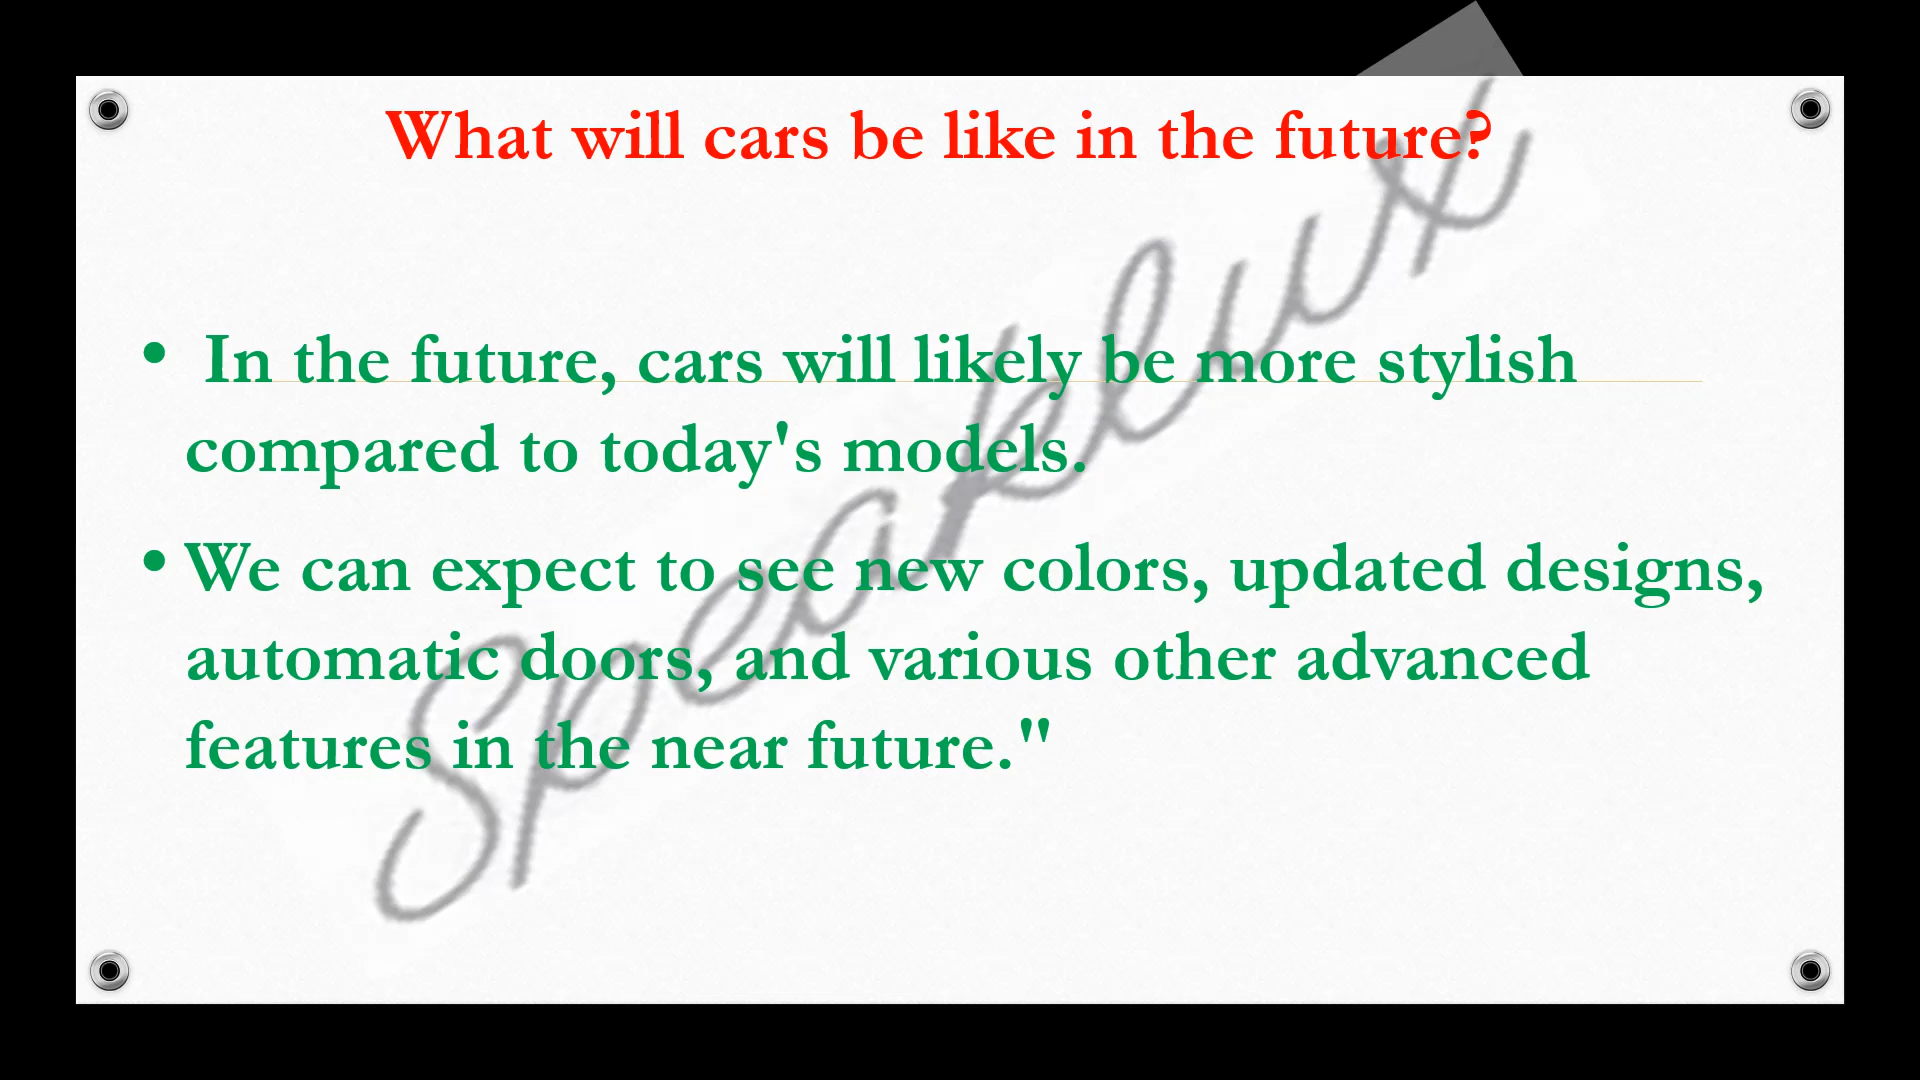 What will cars be like in the future?
• In the future, cars will likely be more stylish
compared to today's models.
• We can expect to see new colors, updated designs,
automatic doors, and various other advanced
features in the near future."
Speakelux